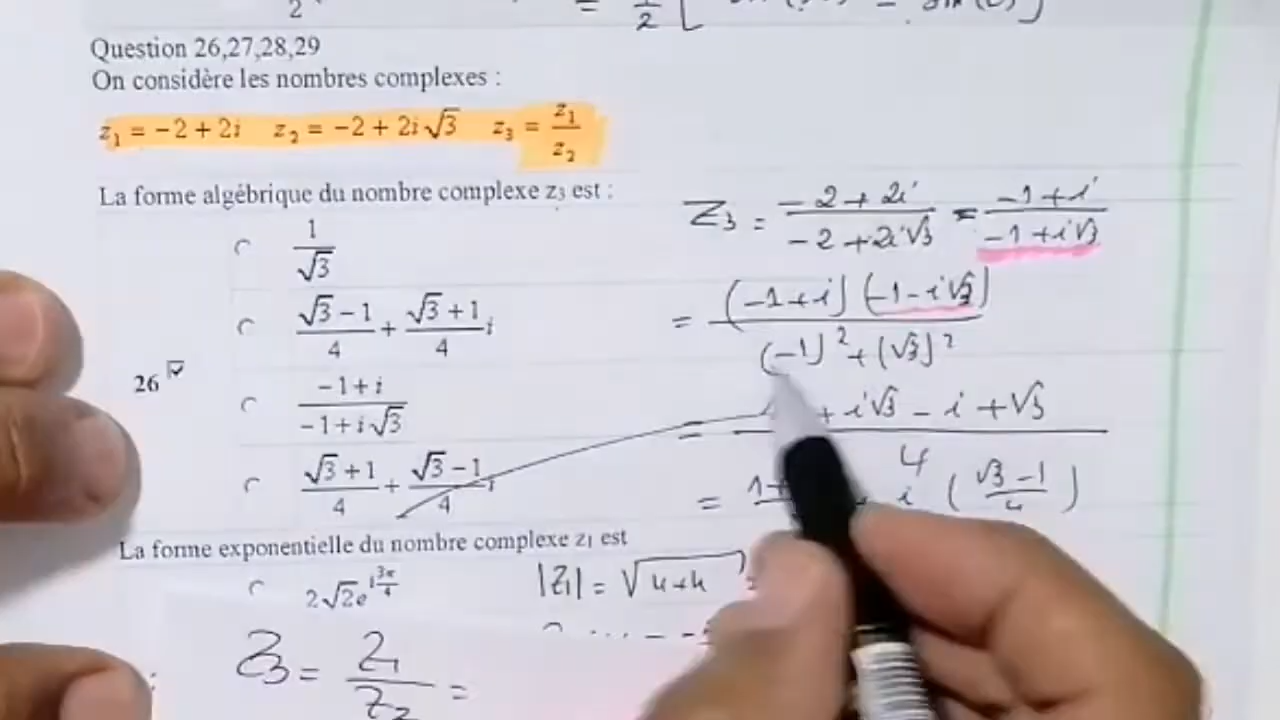 2 = 1/2 [
Question 26,27,28,29
On considère les nombres complexes :
z₁ = −2 + 2i z₂ = −2 + 2i√3 z₃ = z₁/z₂
La forme algébrique du nombre complexe z₃ est :
1/√3
(√3 − 1)/4 + (√3 + 1)/4 i
26
(−1 + i)/(−1 + i√3)
(√3 + 1)/4 + (√3 − 1)/4 i
Z₃ = (−2 + 2i)/(−2 + 2i√3) = (−1 + i)/(−1 + i√3)
= (−1 + i)(−1 − i√3)/((−1)² + (√3)²)
= + i√3 − i + √3 / 4
= 1+ i ((√3 − 1)/4)
La forme exponentielle du nombre complexe z₁ est
2√2e^(i3π/4)
|Z₁| = √(4+4)
Z₃ = Z₁/Z₂ =